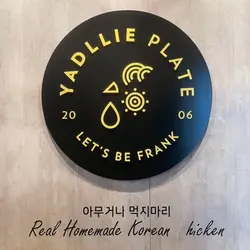 YADLLIE PLATE
20 06
LET'S BE FRANK
아무거나 먹지마리
Real Homemade Korean hicken